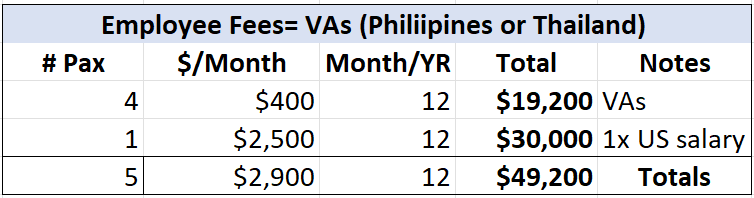 Employee Fees= VAs (Philiipines or Thailand)
# Pax $/Month Month/YR Total Notes
4 $400 12 $19,200 VAs
1 $2,500 12 $30,000 1x US salary
5 $2,900 12 $49,200 Totals